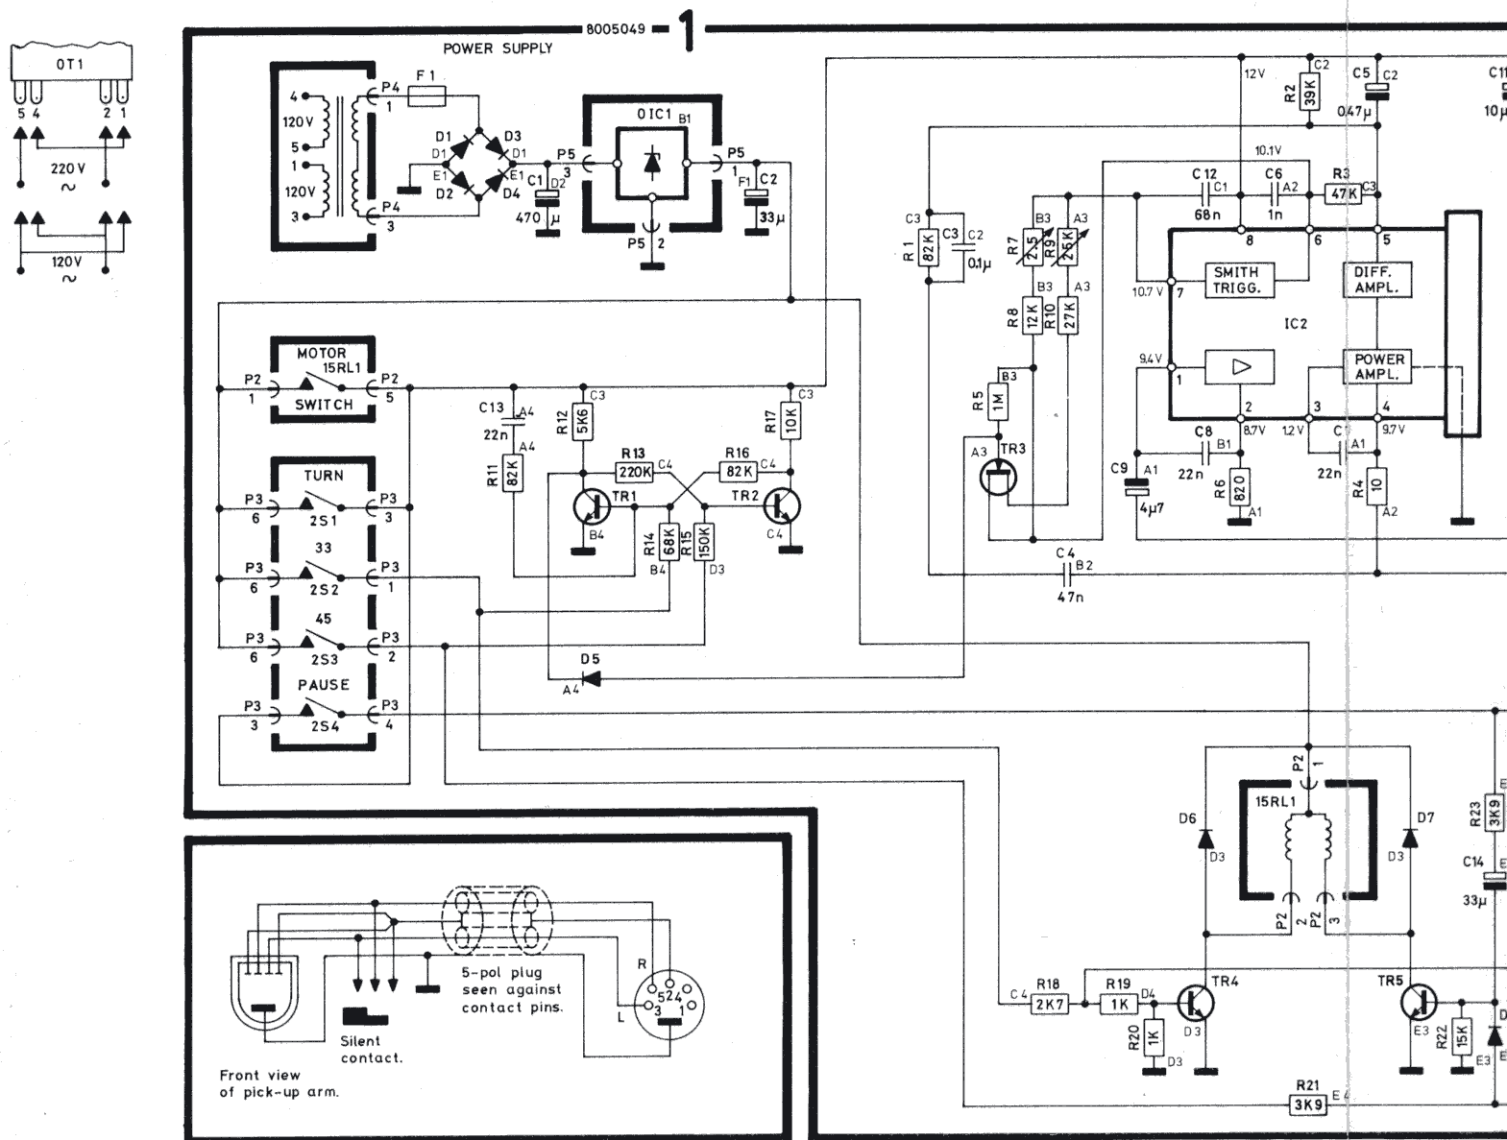 8005049 1
POWER SUPPLY
OT1
5 4 2 1
220V
~
120V
~
4
120V
5
1
120V
3
P4
1
F1
P4
3
D1
D3
D1
D1
E1
E1
D2
D4
P5
3
C1
D2
470 µ
OIC1
B1
P5
1
F1
C2
33µ
P5
2
MOTOR
15RL1
SWITCH
P2
1
P2
5
TURN
P3
6
2S1
P3
3
33
P3
6
2S2
P3
1
45
P3
6
2S3
P3
2
PAUSE
P3
3
2S4
P3
4
C13
A4
22n
A4
R11
82K
R12
5K6
C3
R13
220K
C4
R16
82K
C4
R17
10K
C3
TR1
B4
TR2
C4
R14
68K
B4
R15
150K
D3
D5
A4
R1
82K
C3
C3
C2
0.1µ
R7
2.5
B3
R9
26K
A3
R8
12K
B3
R10
27K
A3
R5
1M
B3
A3
TR3
C4
B2
47n
12V
R2
39K
C2
C5
C2
0.47µ
C11
10µ
10.1V
C12
C1
68n
C6
A2
1n
R3
47K
C3
8
6
5
10.7V
7
SMITH
TRIGG.
DIFF.
AMPL.
IC2
9.4V
1
POWER
AMPL.
2
3
4
8.7V
1.2V
9.7V
C9
A1
4µ7
C8
B1
22n
R6
820
A1
A1
22n
R4
10
A2
P2
1
15RL1
D6
D3
D7
D3
P2
2
P2
3
R23
3K9
C14
33µ
C4
R18
2K7
R19
1K
D4
TR4
D3
R20
1K
D3
TR5
E3
R22
15K
E3
R21
3K9
E4
5-pol plug
seen against
contact pins.
R
L
5 2 4
3 1
Silent
contact.
Front view
of pick-up arm.